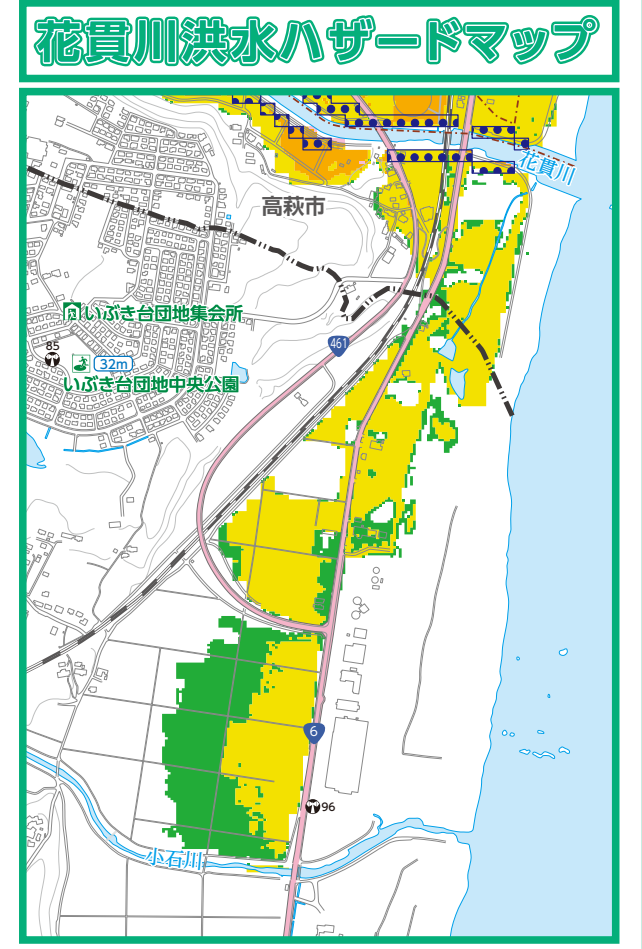 花貫川洪水ハザードマップ
花貫川
高萩市
いぶき台団地集会所
461
85
32m
いぶき台団地中央公園
6
96
小石川